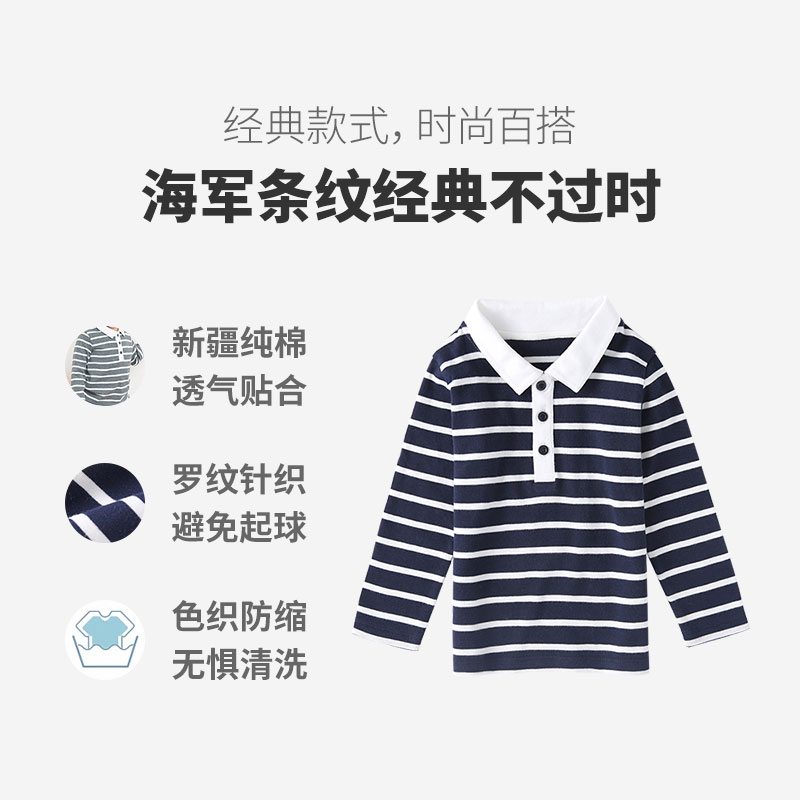 经典款式，时尚百搭
海军条纹经典不过时
新疆纯棉
透气贴合
罗纹针织
避免起球
色织防缩
无惧清洗